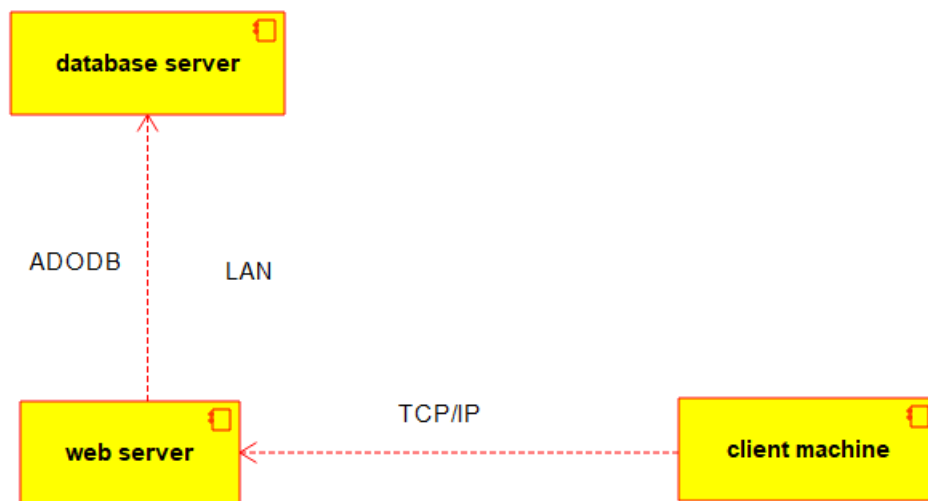 database server
ADODB
LAN
TCP/IP
web server
client machine